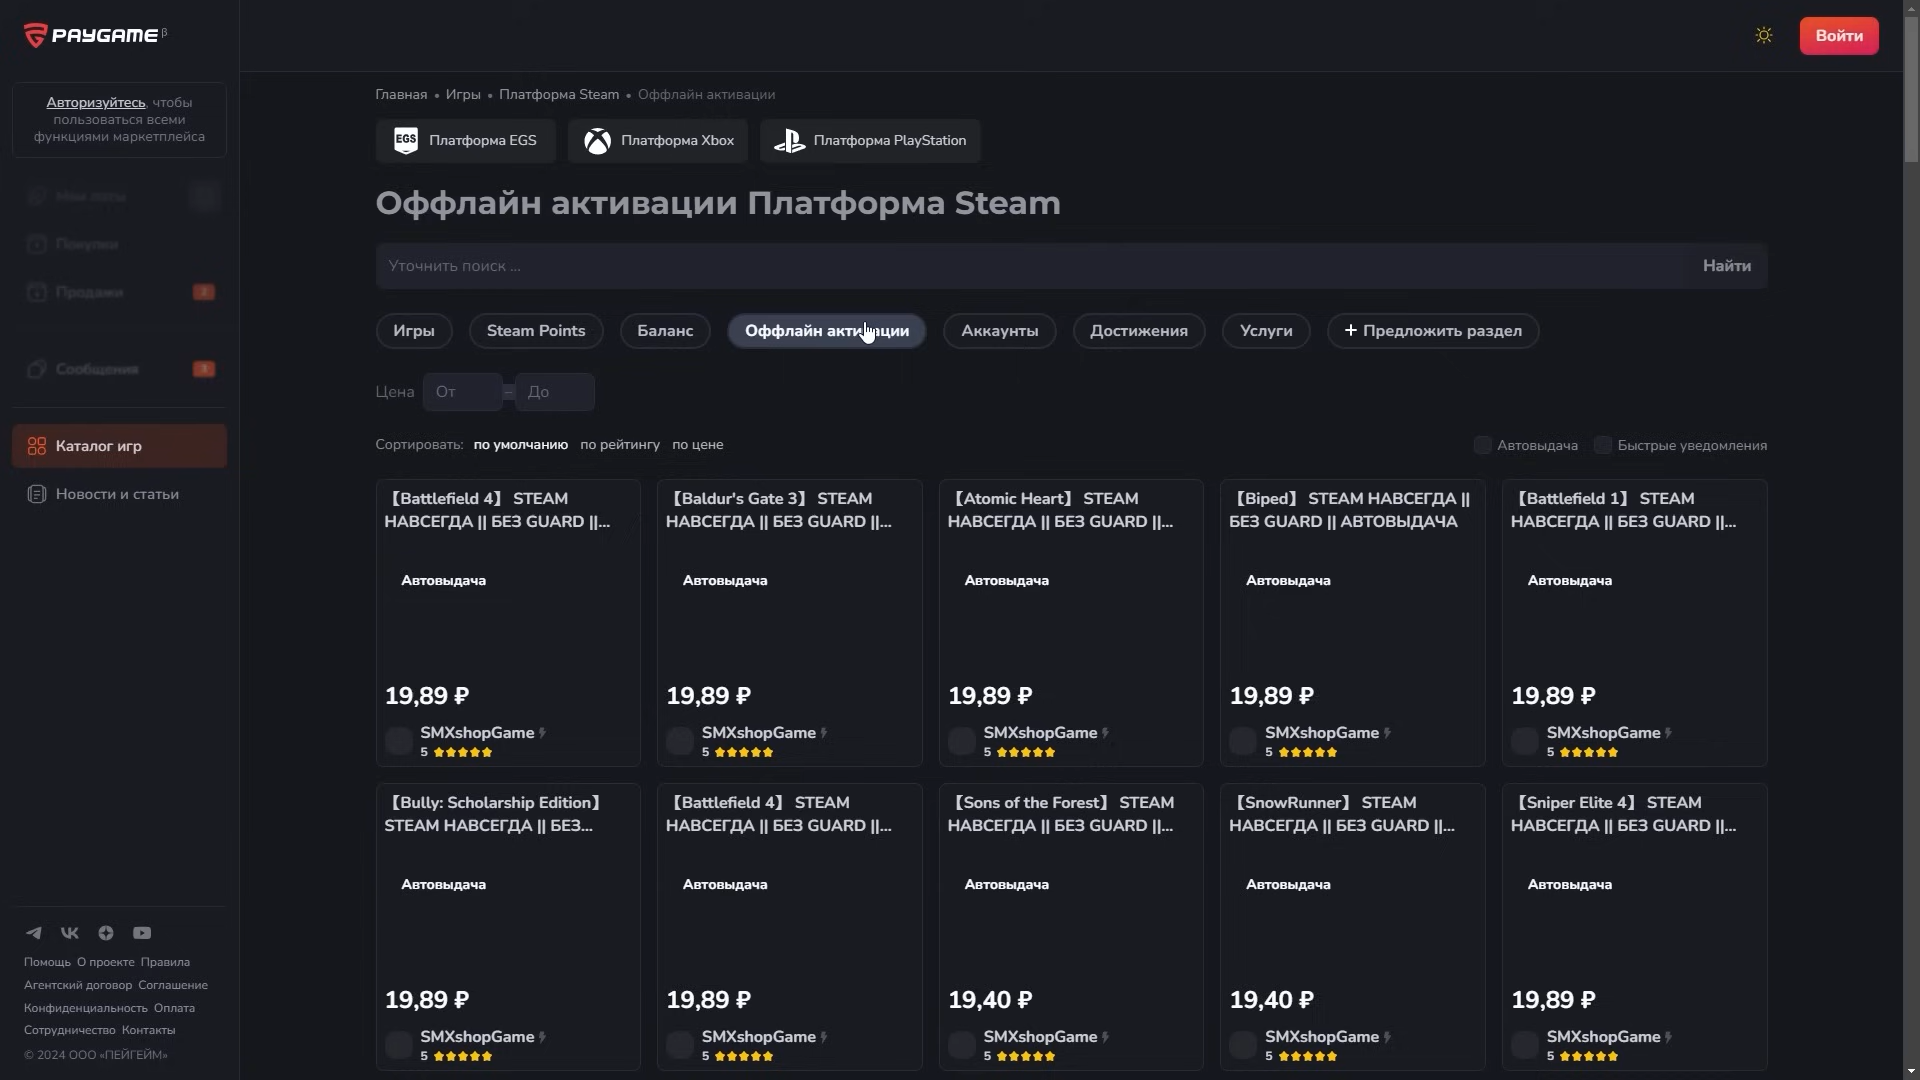 PAYGAME β
Войти
Авторизуйтесь, чтобы
пользоваться всеми
функциями маркетплейса
Мои лоты
Покупки
Продажи
Сообщения
Каталог игр
Новости и статьи
Главная • Игры • Платформа Steam • Оффлайн активации
EGS Платформа EGS
Платформа Xbox
Платформа PlayStation
Оффлайн активации Платформа Steam
Уточнить поиск ...
Найти
Игры
Steam Points
Баланс
Оффлайн активации
Аккаунты
Достижения
Услуги
+ Предложить раздел
Цена От – До
Сортировать: по умолчанию по рейтингу по цене
Автовыдача Быстрые уведомления
【Battlefield 4】 STEAM
НАВСЕГДА || БЕЗ GUARD ||...
Автовыдача
19,89 ₽
SMXshopGame
5
【Baldur's Gate 3】 STEAM
НАВСЕГДА || БЕЗ GUARD ||...
Автовыдача
19,89 ₽
SMXshopGame
5
【Atomic Heart】 STEAM
НАВСЕГДА || БЕЗ GUARD ||...
Автовыдача
19,89 ₽
SMXshopGame
5
【Biped】 STEAM НАВСЕГДА ||
БЕЗ GUARD || АВТОВЫДАЧА
Автовыдача
19,89 ₽
SMXshopGame
5
【Battlefield 1】 STEAM
НАВСЕГДА || БЕЗ GUARD ||...
Автовыдача
19,89 ₽
SMXshopGame
5
【Bully: Scholarship Edition】
STEAM НАВСЕГДА || БЕЗ...
Автовыдача
19,89 ₽
SMXshopGame
5
【Battlefield 4】 STEAM
НАВСЕГДА || БЕЗ GUARD ||...
Автовыдача
19,89 ₽
SMXshopGame
5
【Sons of the Forest】 STEAM
НАВСЕГДА || БЕЗ GUARD ||...
Автовыдача
19,40 ₽
SMXshopGame
5
【SnowRunner】 STEAM
НАВСЕГДА || БЕЗ GUARD ||...
Автовыдача
19,40 ₽
SMXshopGame
5
【Sniper Elite 4】 STEAM
НАВСЕГДА || БЕЗ GUARD ||...
Автовыдача
19,89 ₽
SMXshopGame
5
Помощь О проекте Правила
Агентский договор Соглашение
Конфиденциальность Оплата
Сотрудничество Контакты
© 2024 ООО «ПЕЙГЕЙМ»